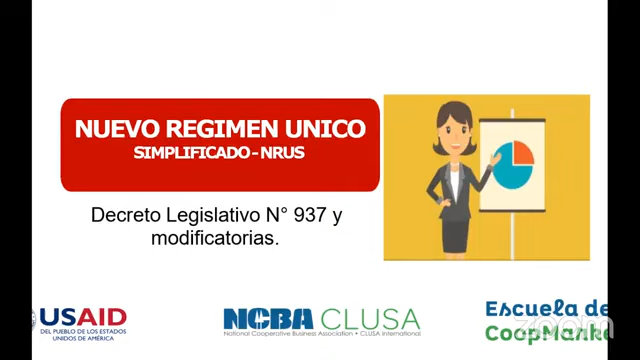 NUEVO REGIMEN UNICO
SIMPLIFICADO - NRUS
Decreto Legislativo N° 937 y
modificatorias.
USAID
DEL PUEBLO DE LOS ESTADOS
UNIDOS DE AMÉRICA
NCBA CLUSA
National Cooperative Business Association • CLUSA International
Escuela de
zoom